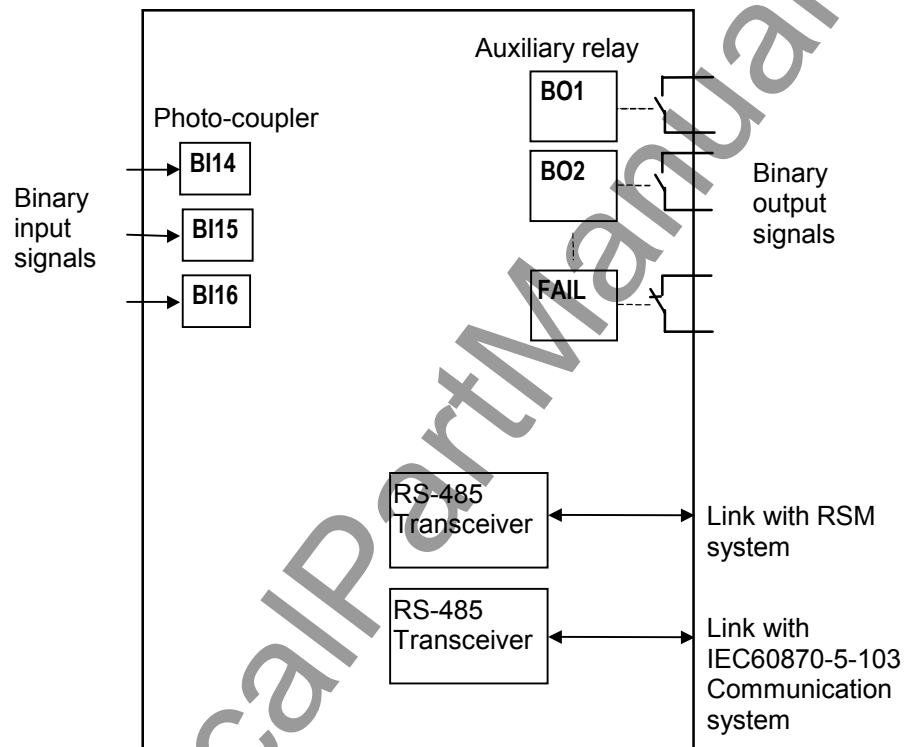 Auxiliary relay
BO1
Photo-coupler
BI14
BO2
Binary
input
signals
BI15
Binary
output
signals
BI16
FAIL
RS-485
Transceiver
Link with RSM
system
RS-485
Transceiver
Link with
IEC60870-5-103
Communication
system
calPartManual